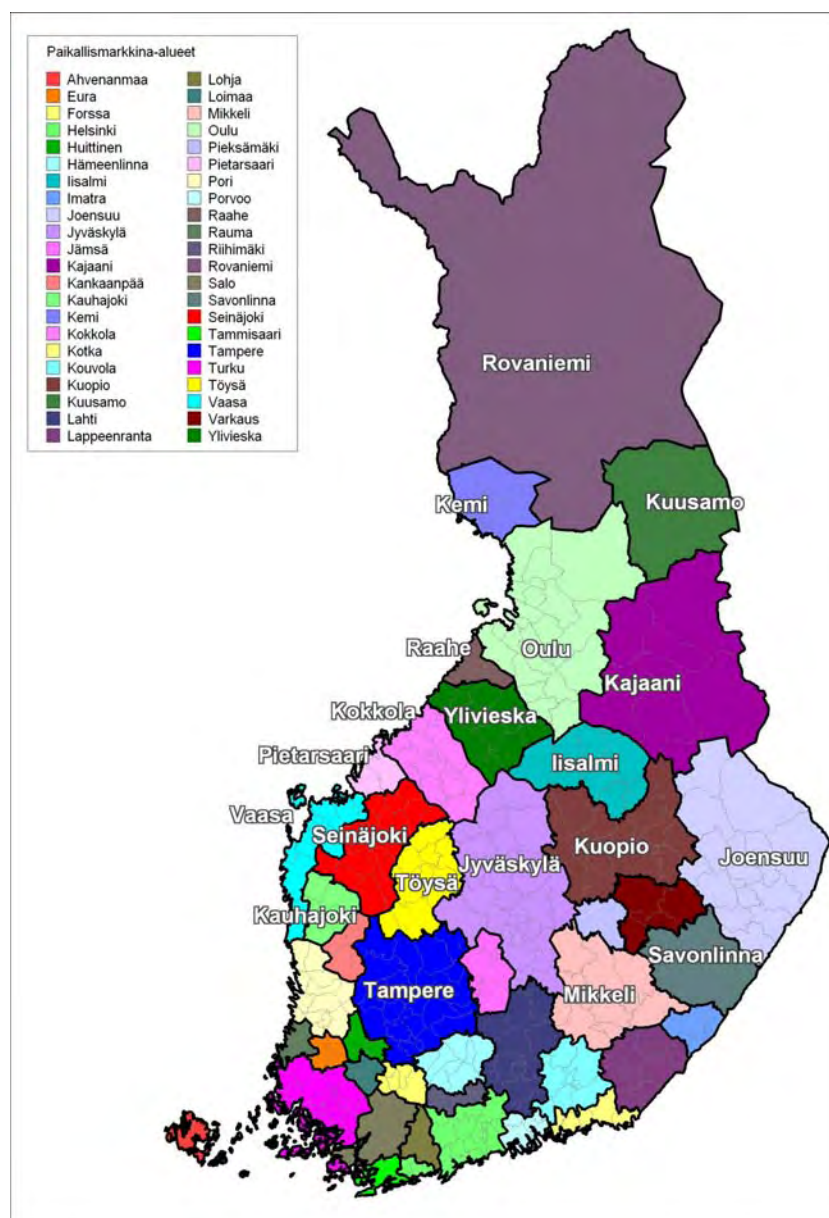 Paikallismarkkina-alueet
Ahvenanmaa
Eura
Forssa
Helsinki
Huittinen
Hämeenlinna
Iisalmi
Imatra
Joensuu
Jyväskylä
Jämsä
Kajaani
Kankaanpää
Kauhajoki
Kemi
Kokkola
Kotka
Kouvola
Kuopio
Kuusamo
Lahti
Lappeenranta
Lohja
Loimaa
Mikkeli
Oulu
Pieksämäki
Pietarsaari
Pori
Porvoo
Raahe
Rauma
Riihimäki
Rovaniemi
Salo
Savonlinna
Seinäjoki
Tammisaari
Tampere
Turku
Töysä
Vaasa
Varkaus
Ylivieska
Rovaniemi
Kemi
Kuusamo
Raahe
Oulu
Kajaani
Kokkola
Ylivieska
Pietarsaari
Iisalmi
Vaasa
Seinäjoki
Kuopio
Joensuu
Töysä
Jyväskylä
Kauhajoki
Savonlinna
Tampere
Mikkeli